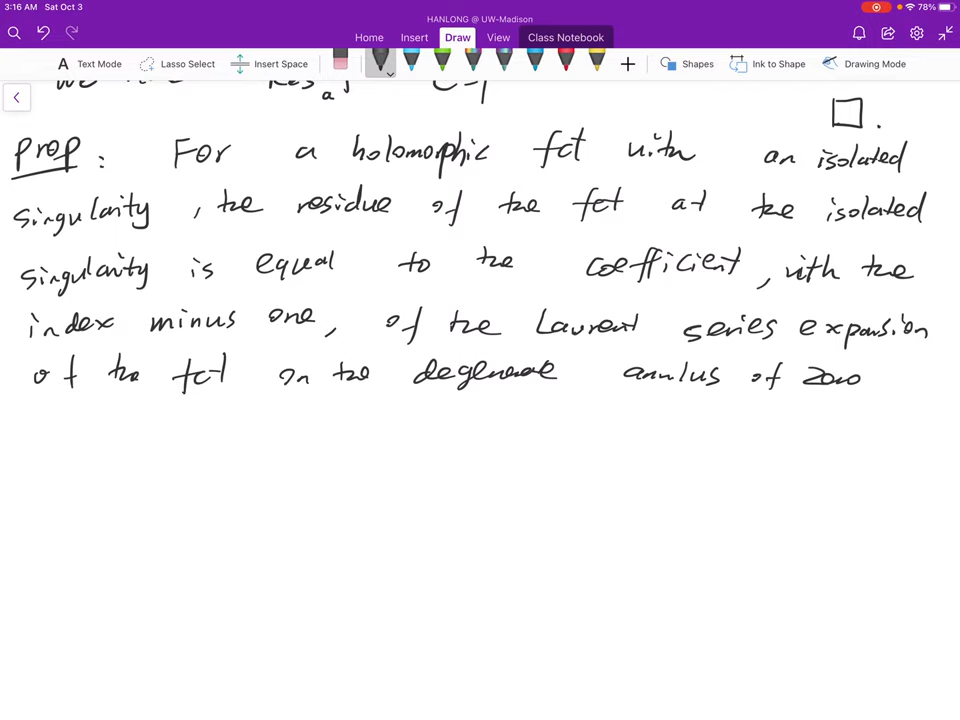 3:16 AM Sat Oct 3
78%
HANLONG @ UW-Madison
Home Insert Draw View Class Notebook
A Text Mode Lasso Select Insert Space Shapes Ink to Shape Drawing Mode
Res a
Prop: For a holomorphic fct with an isolated
singularity, the residue of the fct at the isolated
singularity is equal to the coefficient, with the
index minus one, of the Laurent series expansion
of the fct on the degenerate annulus of zero